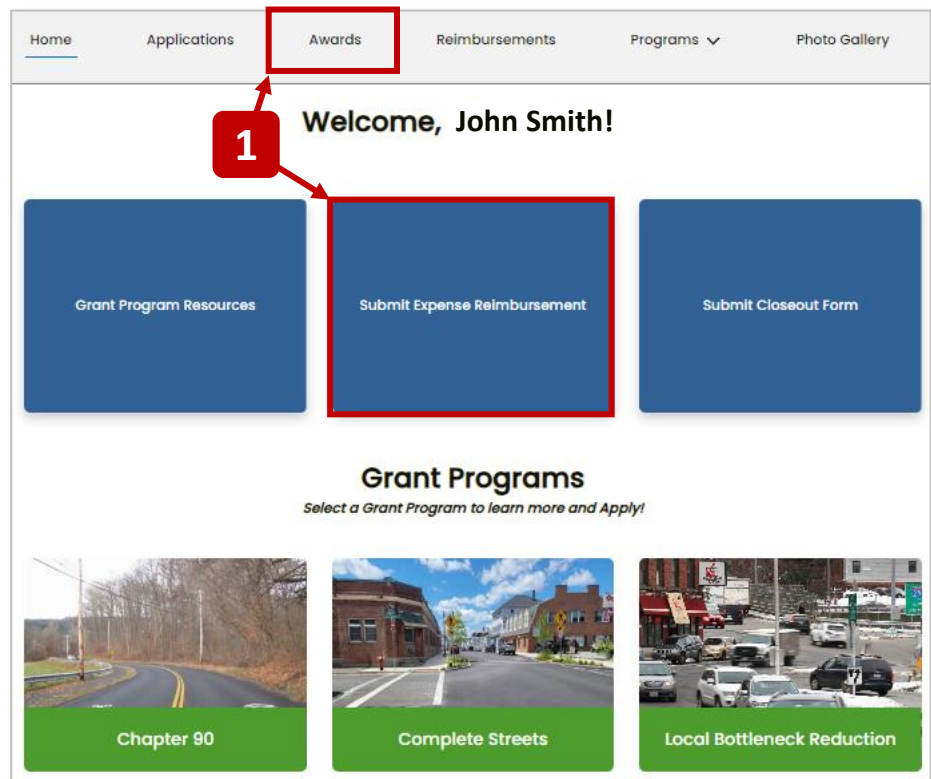 Home Applications Awards Reimbursements Programs Photo Gallery
1
Welcome, John Smith!
Grant Program Resources
Submit Expense Reimbursement
Submit Closeout Form
Grant Programs
Select a Grant Program to learn more and Apply!
Chapter 90
Complete Streets
Local Bottleneck Reduction